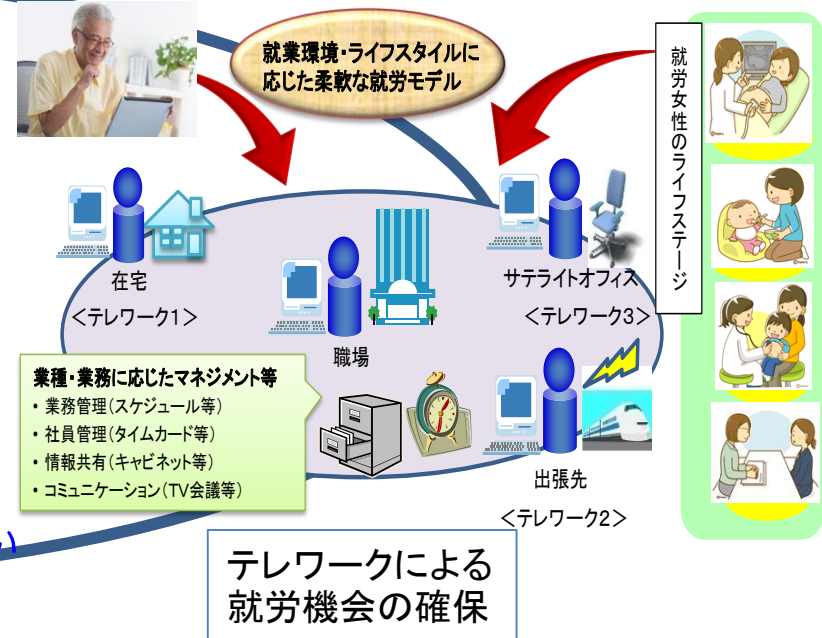 就業環境・ライフスタイルに
応じた柔軟な就労モデル
就労女性のライフステージ
在宅
<テレワーク1>
職場
サテライトオフィス
<テレワーク3>
業種・業務に応じたマネジメント等
・業務管理(スケジュール等)
・社員管理(タイムカード等)
・情報共有(キャビネット等)
・コミュニケーション(TV会議等)
出張先
<テレワーク2>
テレワークによる
就労機会の確保